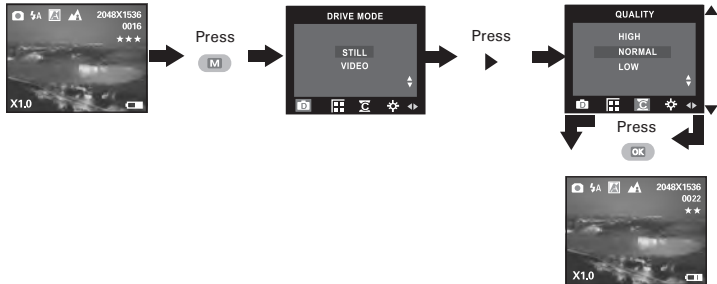 2048X1536
0016
★★★
X1.0
Press
M
DRIVE MODE
STILL
VIDEO
D
Press
QUALITY
HIGH
NORMAL
LOW
D
Press
OK
2048X1536
0022
★★
X1.0